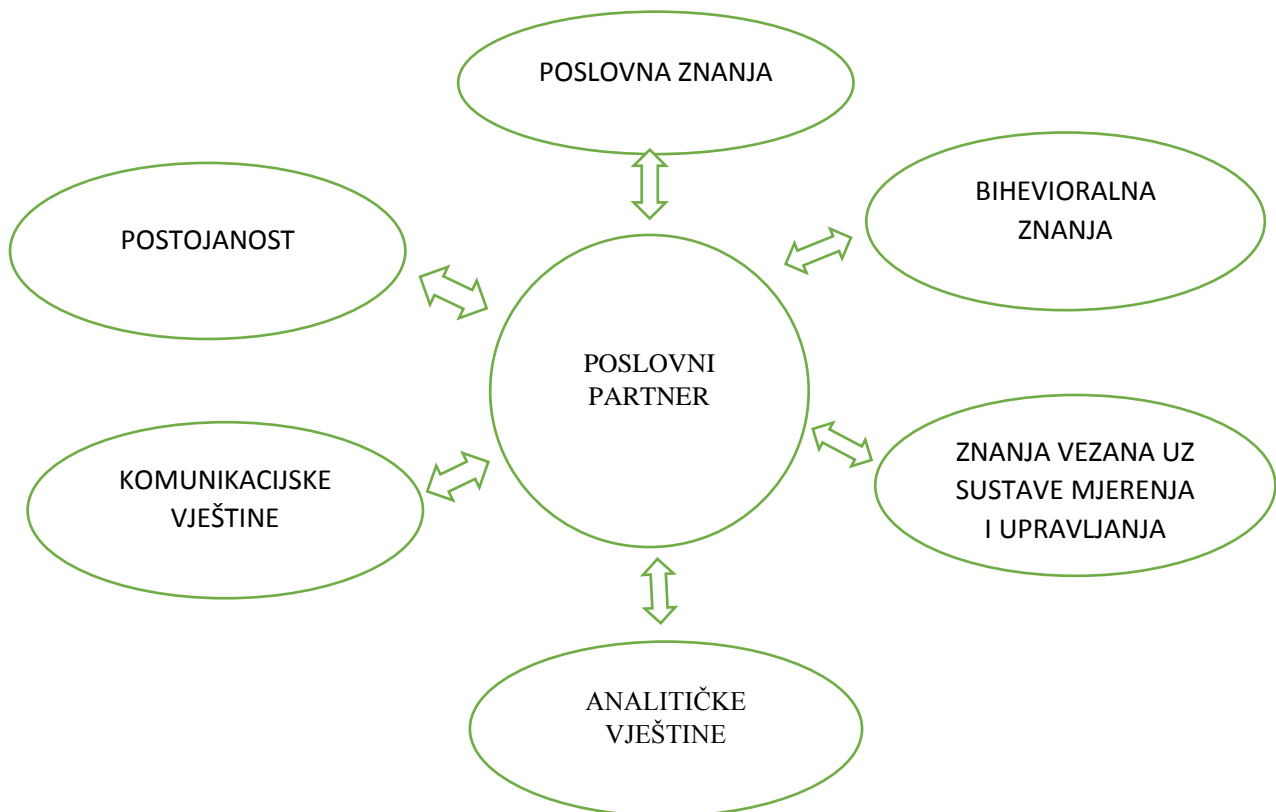 POSLOVNA ZNANJA
BIHEVIORALNA
ZNANJA
POSTOJANOST
POSLOVNI
PARTNER
ZNANJA VEZANA UZ
SUSTAVE MJERENJA
I UPRAVLJANJA
KOMUNIKACIJSKE
VJEŠTINE
ANALITIČKE
VJEŠTINE